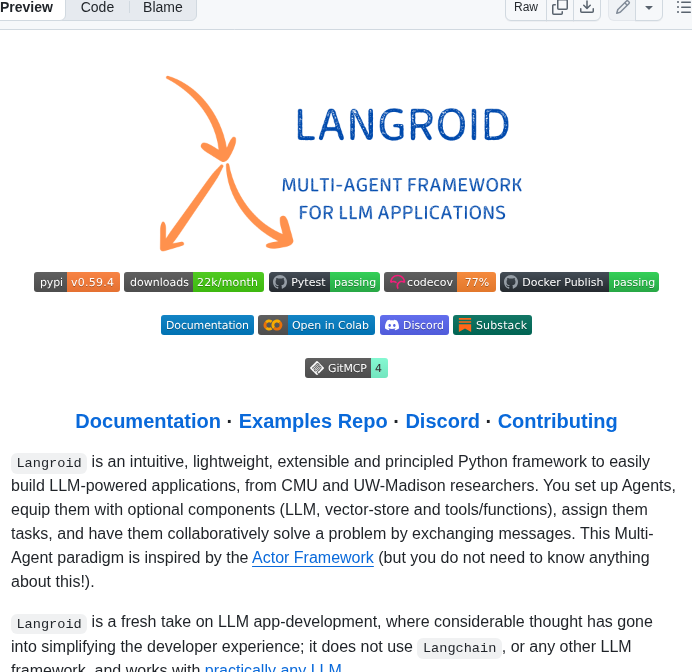 Preview Code Blame Raw
LANGROID
MULTI-AGENT FRAMEWORK
FOR LLM APPLICATIONS
pypi v0.59.4 downloads 22k/month Pytest passing codecov 77% Docker Publish passing
Documentation Open in Colab Discord Substack
GitMCP 4
Documentation · Examples Repo · Discord · Contributing
Langroid is an intuitive, lightweight, extensible and principled Python framework to easily
build LLM-powered applications, from CMU and UW-Madison researchers. You set up Agents,
equip them with optional components (LLM, vector-store and tools/functions), assign them
tasks, and have them collaboratively solve a problem by exchanging messages. This Multi-
Agent paradigm is inspired by the Actor Framework (but you do not need to know anything
about this!).
Langroid is a fresh take on LLM app-development, where considerable thought has gone
into simplifying the developer experience; it does not use Langchain, or any other LLM
framework, and works with practically any LLM.